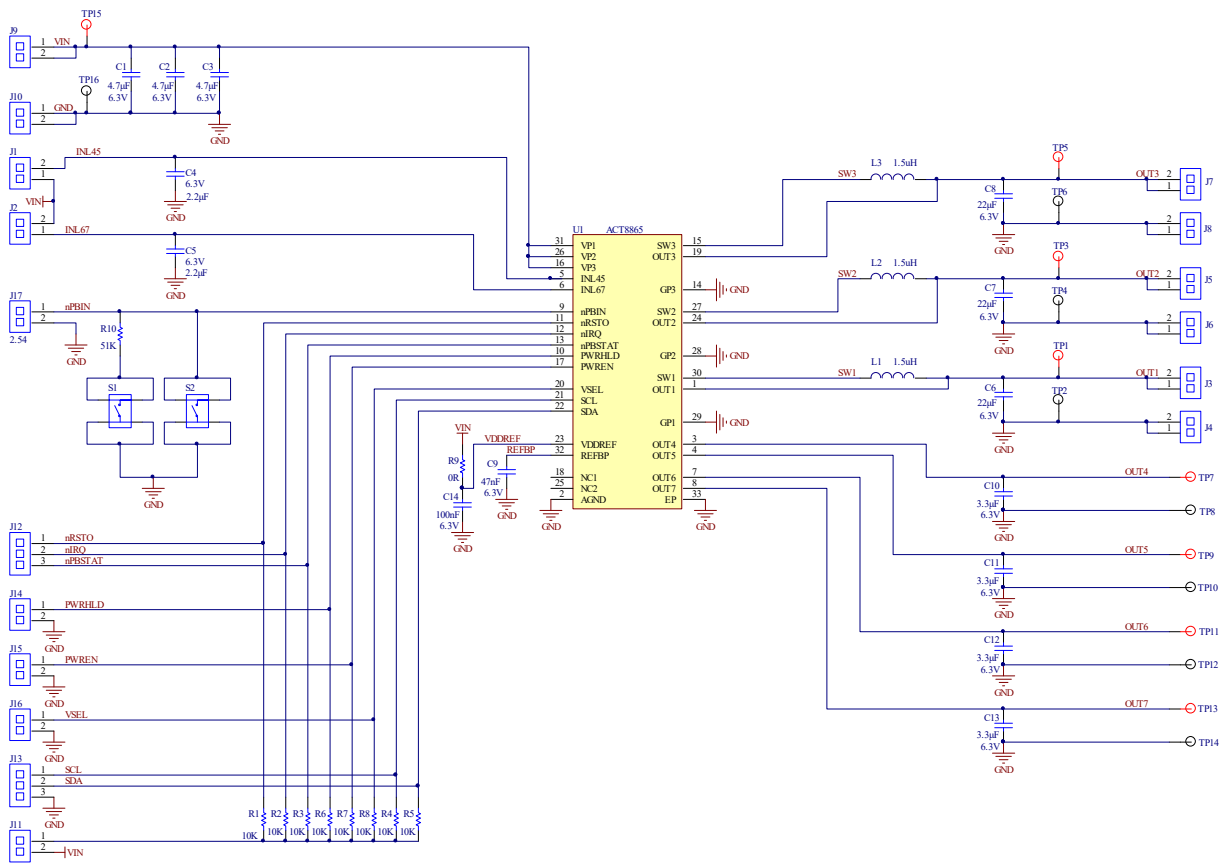 TP15
J9
1 VIN
2
C1
4.7μF
6.3V
C2
4.7μF
6.3V
C3
4.7μF
6.3V
TP16
J10
1 GND
2
GND
J1
2 INL45
1
C4
6.3V
2.2μF
GND
VIN
J2
2
1 INL67
C5
6.3V
2.2μF
GND
J17
1 nPBIN
2
2.54
GND
R10
51K
S1
S2
GND
J12
1 nRSTO
2 nIRQ
3 nPBSTAT
J14
1 PWRHLD
2
GND
J15
1 PWREN
2
GND
J16
1 VSEL
2
GND
J13
1 SCL
2 SDA
3
GND
J11
1
2 VIN
R1 R2 R3 R6 R7 R8 R4 R5
10K 10K 10K 10K 10K 10K 10K 10K
VIN
R9
0R
C14
100nF
6.3V
GND
VDDREF
REFBP
C9
47nF
6.3V
GND
GND
U1 ACT8865
31 VP1
26 VP2
16 VP3
5 INL45
6 INL67
9 nPBIN
11 nRSTO
12 nIRQ
13 nPBSTAT
10 PWRHLD
17 PWREN
20 VSEL
21 SCL
22 SDA
23 VDDREF
32 REFBP
18 NC1
25 NC2
2 AGND
SW3 15
OUT3 19
GP3 14 GND
SW2 27
OUT2 24
GP2 28 GND
SW1 30
OUT1 1
GP1 29 GND
OUT4 3
OUT5 4
OUT6 7
OUT7 8
EP 33
GND
SW3
L3 1.5uH
TP5
OUT3 2
1
J7
C8
22μF
6.3V
TP6
2
1
J8
GND
SW2
L2 1.5uH
TP3
OUT2 2
1
J5
C7
22μF
6.3V
TP4
2
1
J6
GND
SW1
L1 1.5uH
TP1
OUT1 2
1
J3
C6
22μF
6.3V
TP2
2
1
J4
GND
OUT4 TP7
C10
3.3μF
6.3V
TP8
GND
OUT5 TP9
C11
3.3μF
6.3V
TP10
GND
OUT6 TP11
C12
3.3μF
6.3V
TP12
GND
OUT7 TP13
C13
3.3μF
6.3V
TP14
GND